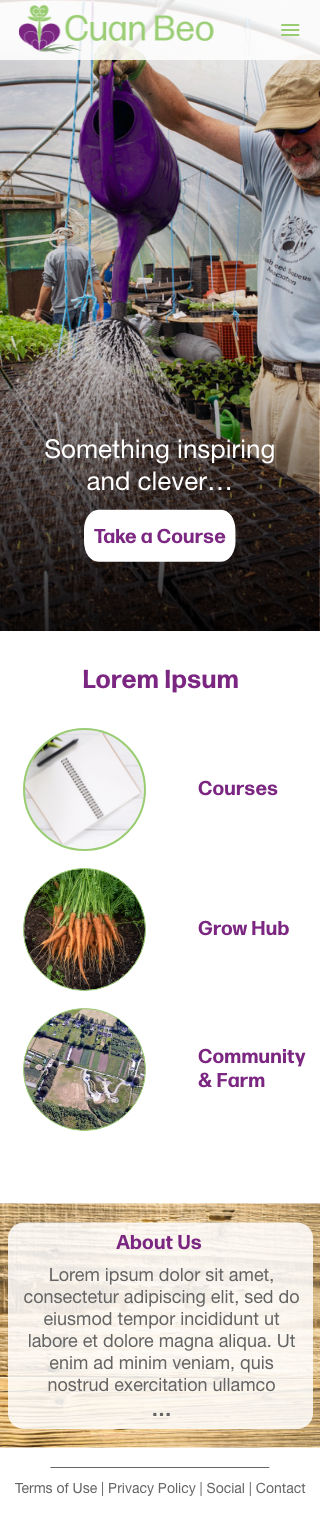 Cuan Beo
Something inspiring
and clever...
Take a Course
Lorem Ipsum
Courses
Grow Hub
Community
& Farm
About Us
Lorem ipsum dolor sit amet,
consectetur adipiscing elit, sed do
eiusmod tempor incididunt ut
labore et dolore magna aliqua. Ut
enim ad minim veniam, quis
nostrud exercitation ullamco
...
Terms of Use | Privacy Policy | Social | Contact